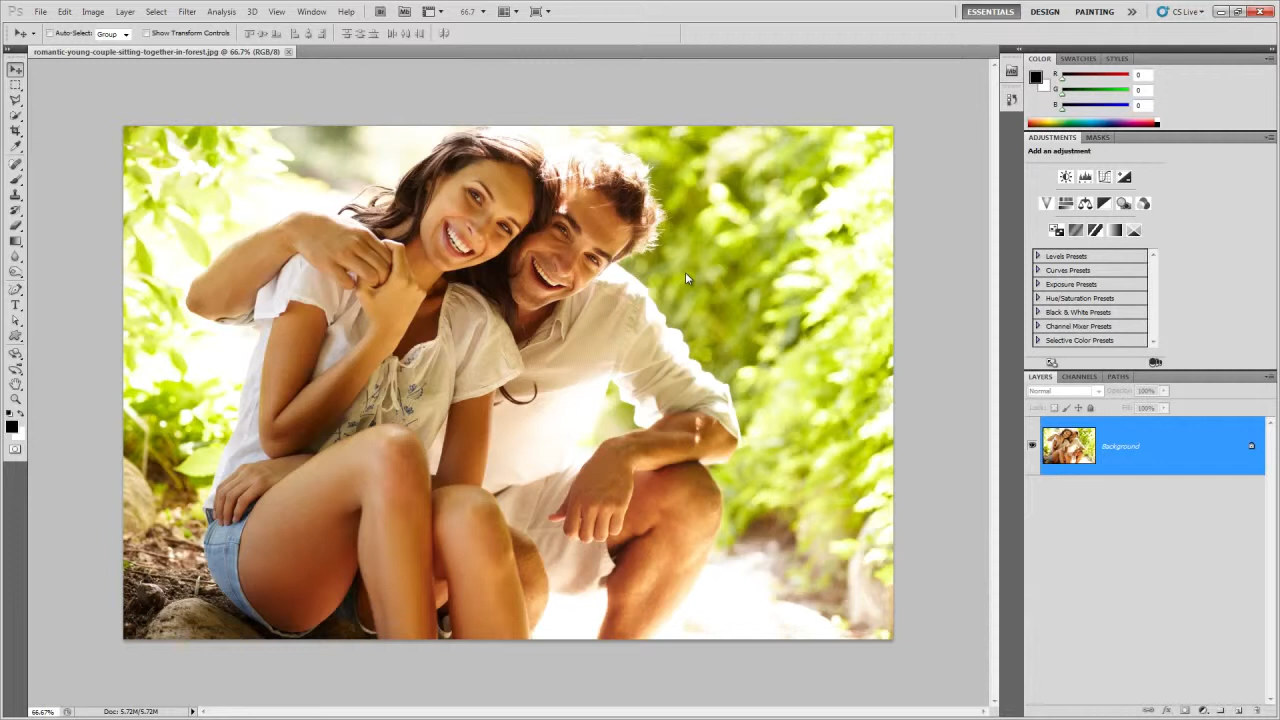 Ps File Edit Image Layer Select Filter Analysis 3D View Window Help Br Mb 66.7 ESSENTIALS DESIGN PAINTING CS Live
Auto-Select: Group Show Transform Controls
romantic-young-couple-sitting-together-in-forest.jpg @ 66.7% (RGB/8)
COLOR SWATCHES STYLES
R 0
G 0
B 0
ADJUSTMENTS MASKS
Add an adjustment
Levels Presets
Curves Presets
Exposure Presets
Hue/Saturation Presets
Black & White Presets
Channel Mixer Presets
Selective Color Presets
LAYERS CHANNELS PATHS
Normal Opacity: 100%
Lock: Fill: 100%
Background
66.67% Doc: 5.72M/5.72M